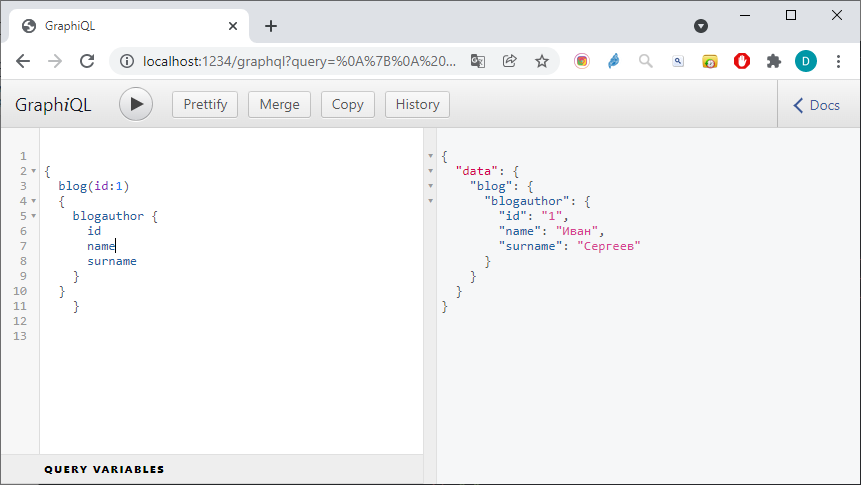 GraphiQL
localhost:1234/graphql?query=%0A%7B%0A%20...
D
GraphiQL
Prettify
Merge
Copy
History
Docs
1
2 {
3 blog(id:1)
4 {
5 blogauthor {
6 id
7 name
8 surname
9 }
10 }
11 }
12
13
{
"data": {
"blog": {
"blogauthor": {
"id": "1",
"name": "Иван",
"surname": "Сергеев"
}
}
}
}
QUERY VARIABLES